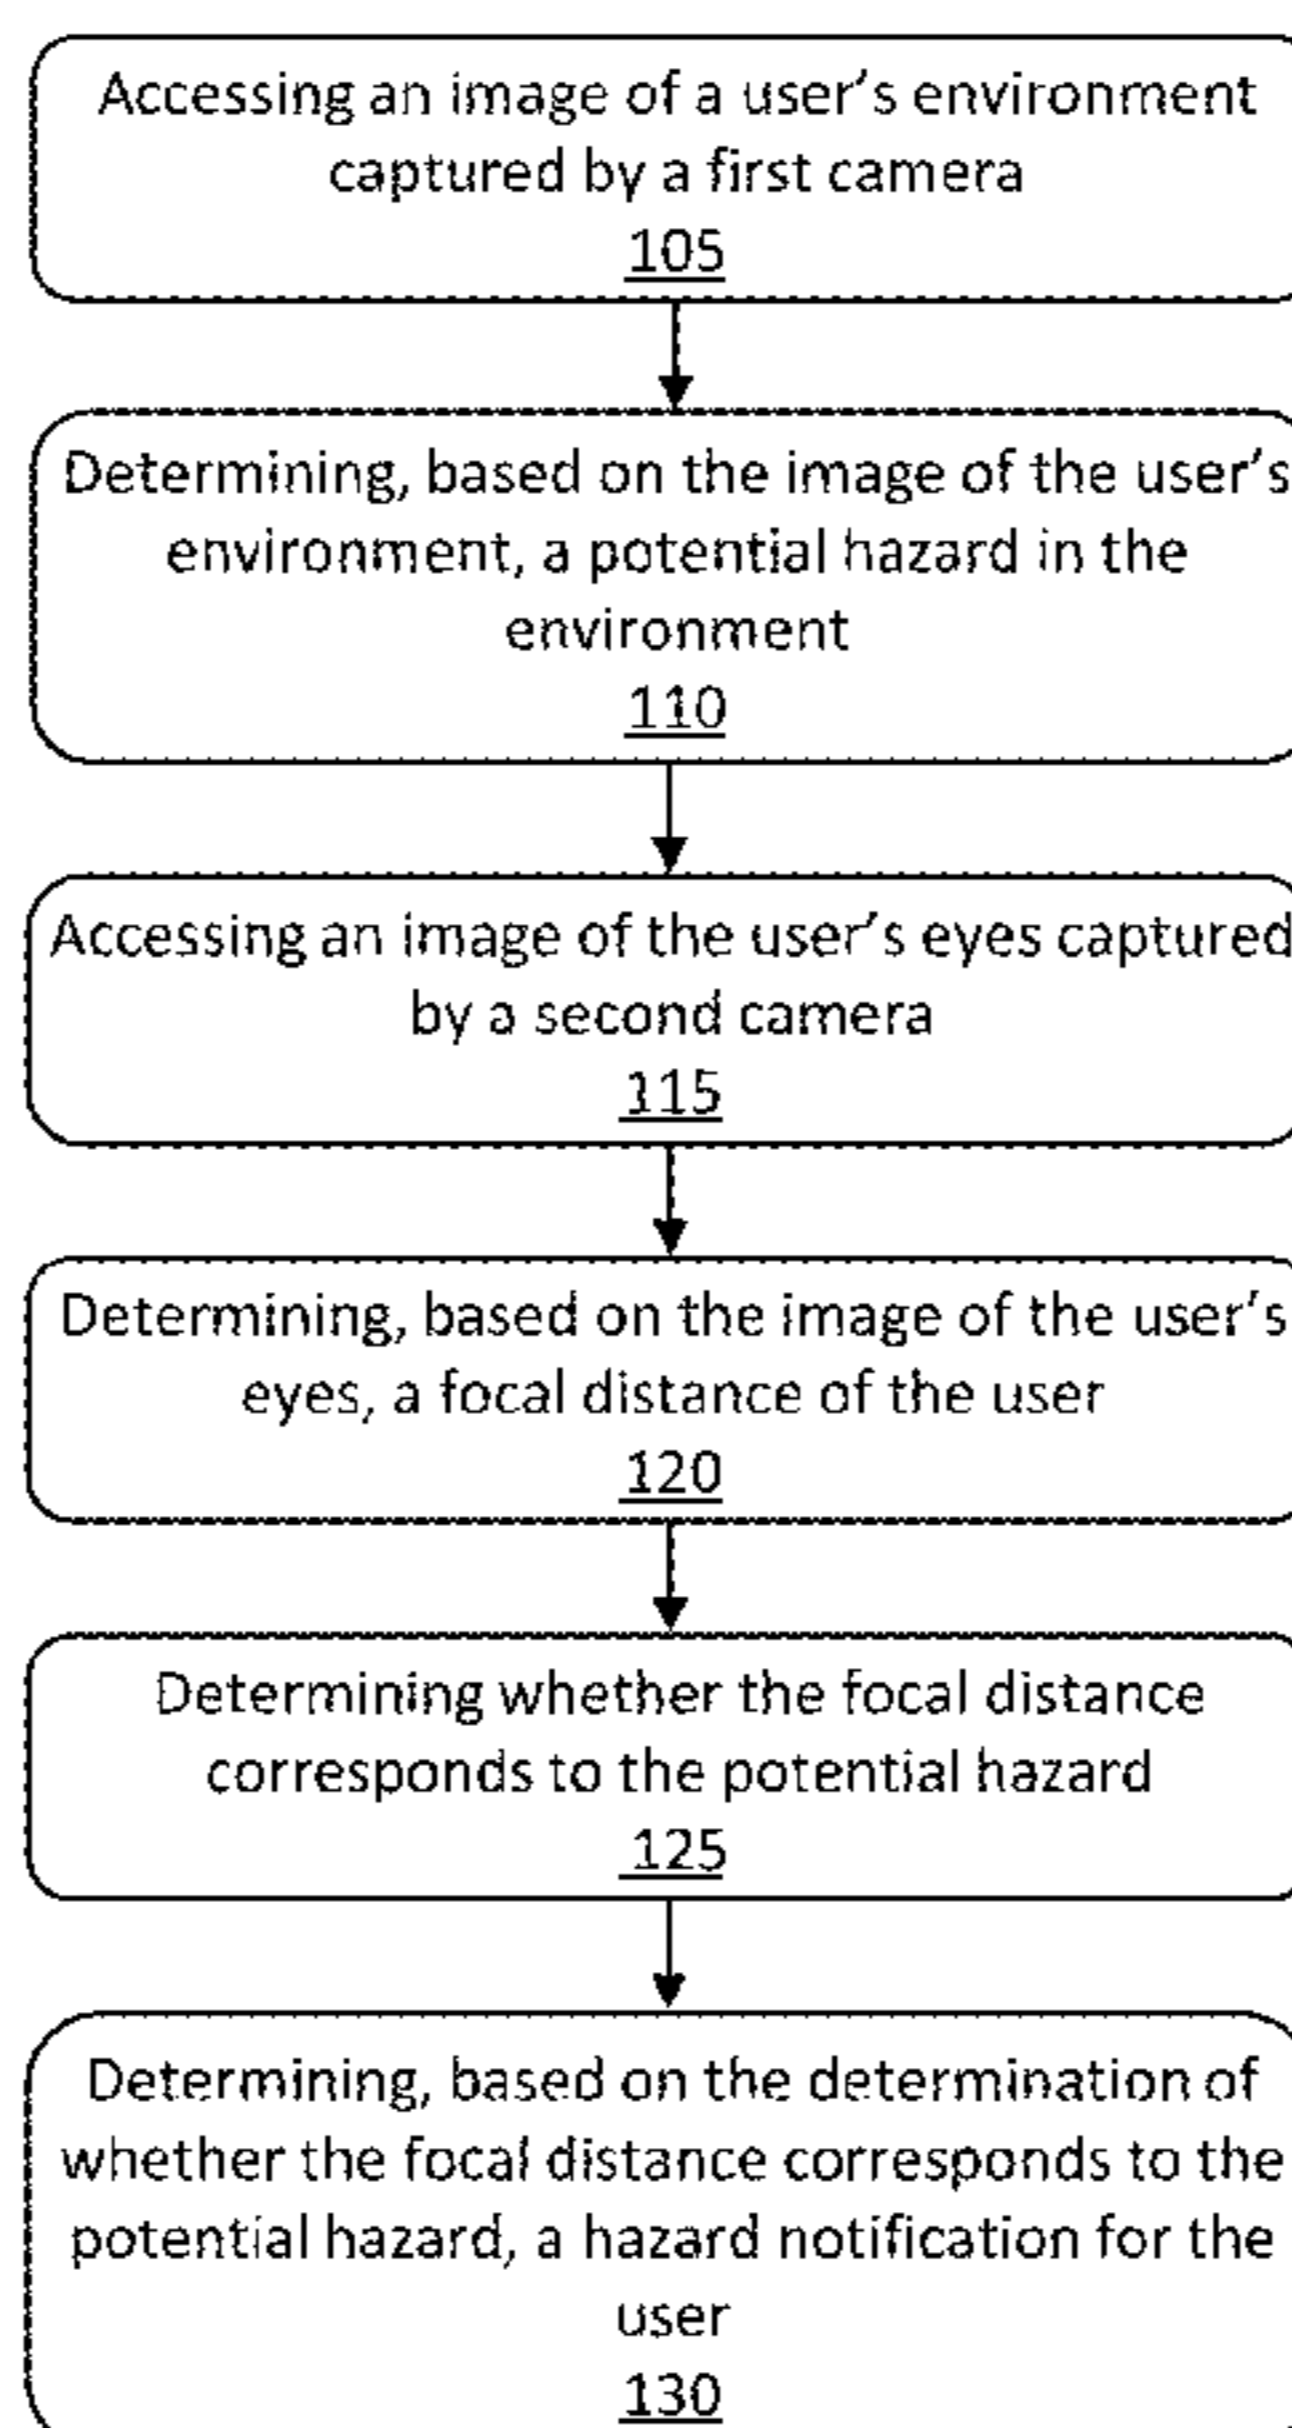 Accessing an image of a user's environment
captured by a first camera
105
Determining, based on the image of the user's
environment, a potential hazard in the
environment
110
Accessing an image of the user's eyes captured
by a second camera
115
Determining, based on the image of the user's
eyes, a focal distance of the user
120
Determining whether the focal distance
corresponds to the potential hazard
125
Determining, based on the determination of
whether the focal distance corresponds to the
potential hazard, a hazard notification for the
user
130